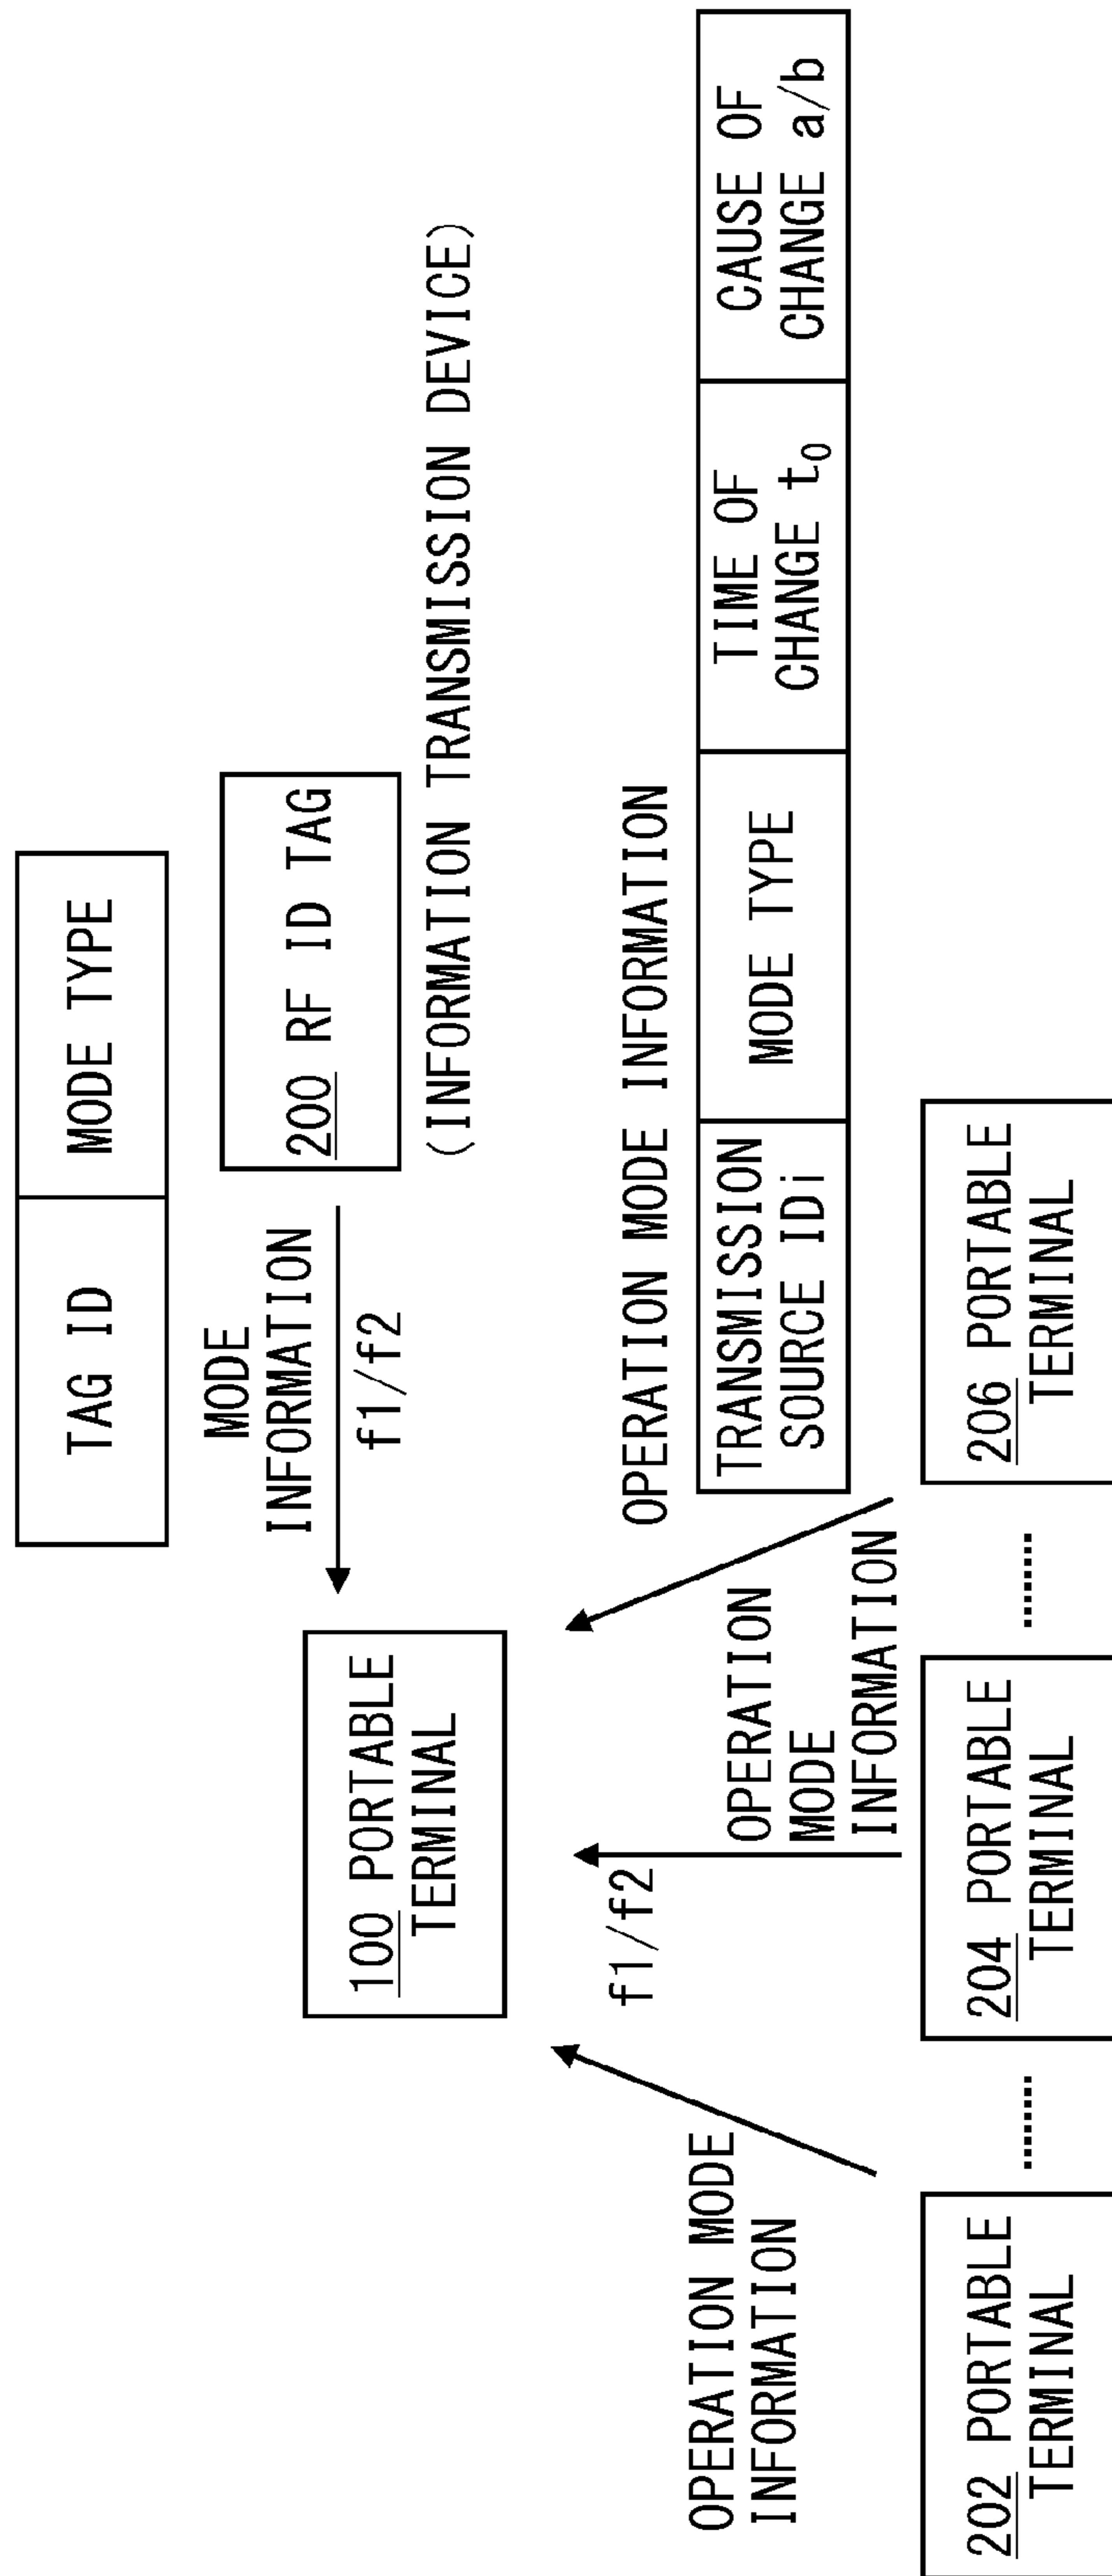 TAG ID
MODE TYPE
MODE
INFORMATION
f1/f2
200 RF ID TAG
(INFORMATION TRANSMISSION DEVICE)
100 PORTABLE
TERMINAL
OPERATION MODE INFORMATION
TRANSMISSION
SOURCE IDi
MODE TYPE
TIME OF
CHANGE t₀
CAUSE OF
CHANGE a/b
OPERATION MODE
INFORMATION
f1/f2
OPERATION
MODE
INFORMATION
202 PORTABLE
TERMINAL
204 PORTABLE
TERMINAL
206 PORTABLE
TERMINAL